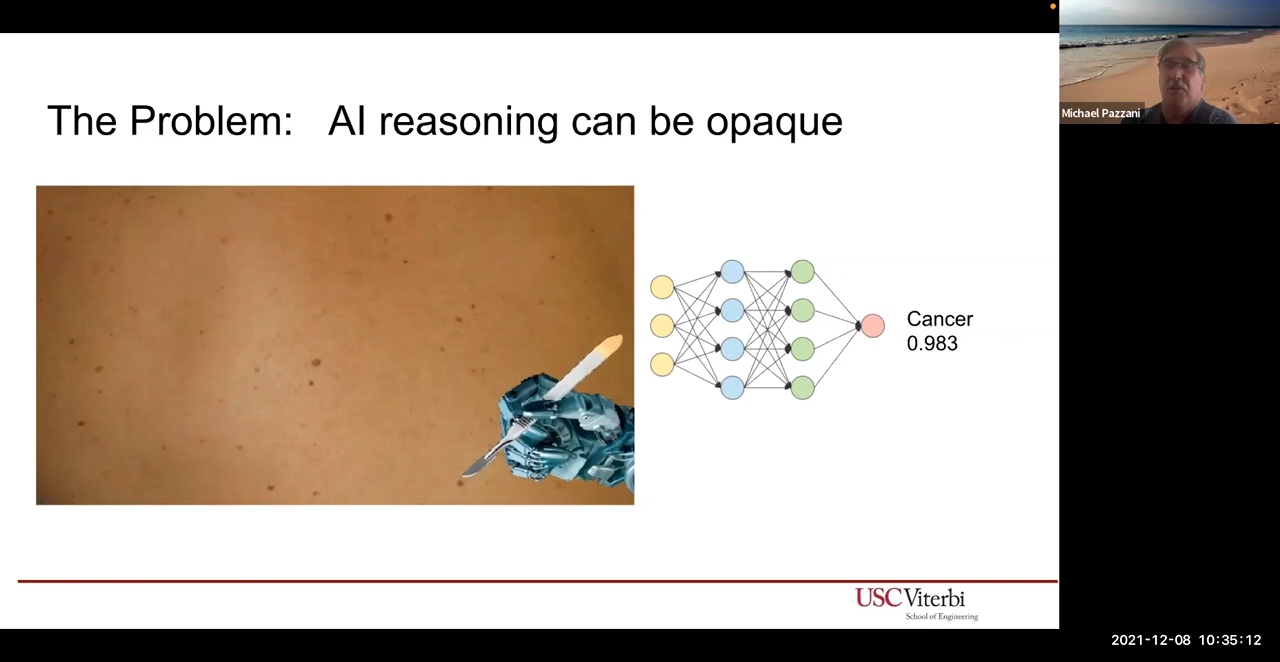 The Problem: AI reasoning can be opaque
Michael Pazzani
Cancer
0.983
USC Viterbi
School of Engineering
2021-12-08 10:35:12